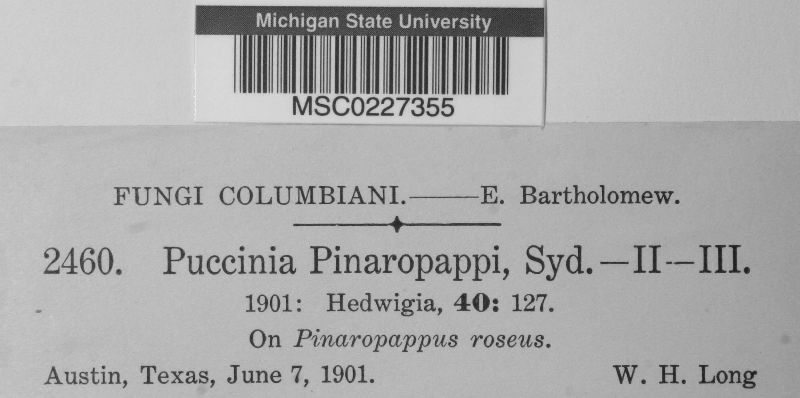 Michigan State University
MSC0227355
FUNGI COLUMBIANI.——E. Bartholomew.
2460. Puccinia Pinaropappi, Syd.—II—III.
1901: Hedwigia, 40: 127.
On Pinaropappus roseus.
Austin, Texas, June 7, 1901. W. H. Long